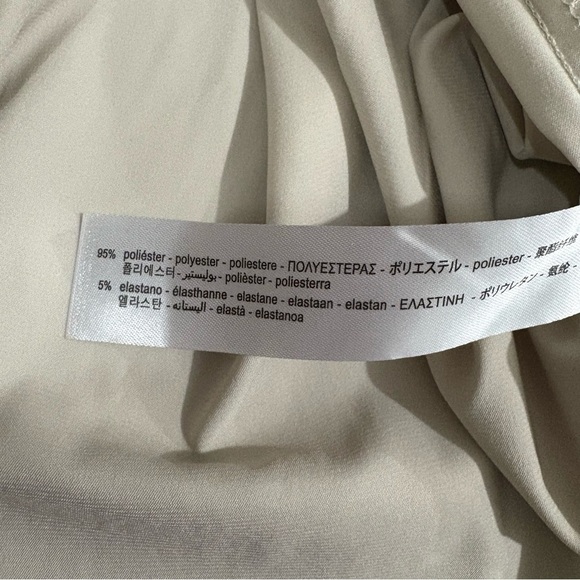 95% poliéster - polyester - poliestere - ΠΟΛΥΕΣΤΕΡΑΣ - ポリエステル - poliester - 聚酯纤维
폴리에스터 - بوليستير - polièster - poliesterra
5% elastano - élasthanne - elastane - elastaan - elastan - ΕΛΑΣΤΙΝΗ - ポリウレタン - 氨纶 -
엘라스탄 - اليستانه - elastà - elastanoa